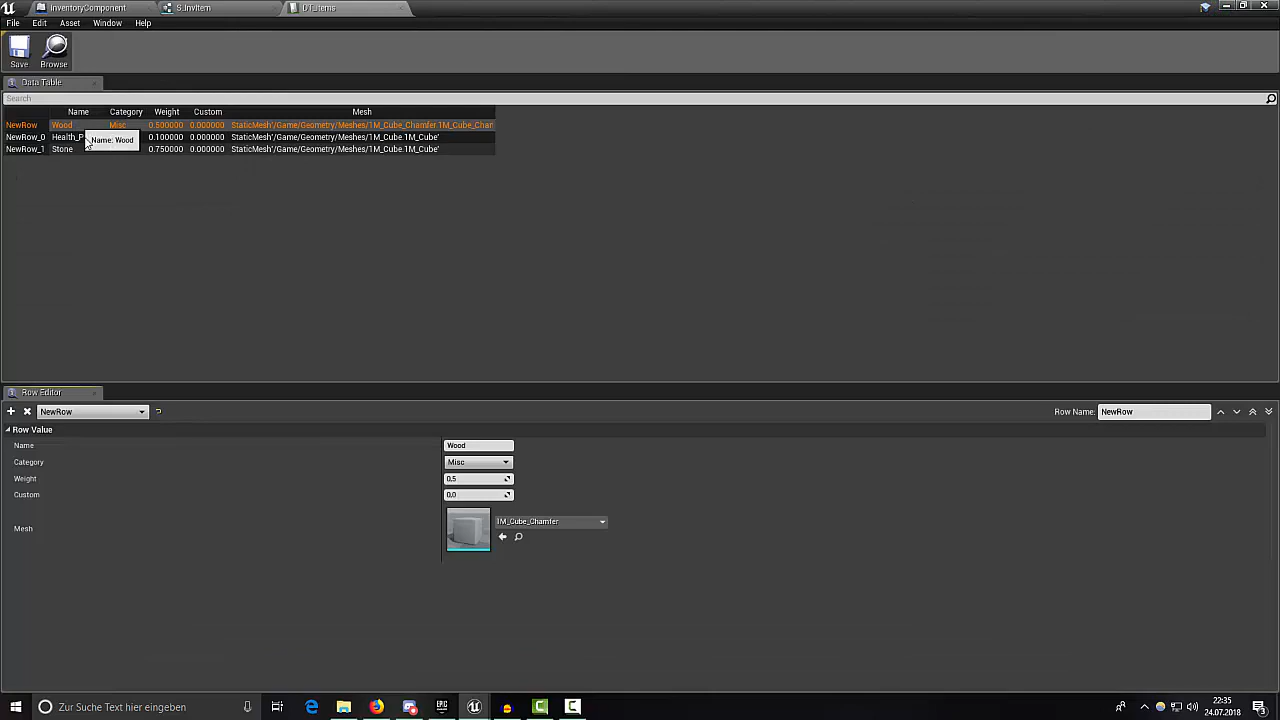 InventoryComponent
S_InvItem
DT_Items
File Edit Asset Window Help
Save
Browse
Data Table
Search
Name Category Weight Custom Mesh
NewRow Wood Misc 0.500000 0.000000 StaticMesh'/Game/Geometry/Meshes/1M_Cube_Chamfer.1M_Cube_Cham
NewRow_0 Health_P 0.100000 0.000000 StaticMesh'/Game/Geometry/Meshes/1M_Cube.1M_Cube'
Name: Wood
NewRow_1 Stone 0.750000 0.000000 StaticMesh'/Game/Geometry/Meshes/1M_Cube.1M_Cube'
Row Editor
NewRow
Row Name: NewRow
Row Value
Name Wood
Category Misc
Weight 0,5
Custom 0,0
Mesh 1M_Cube_Chamfer
Zur Suche Text hier eingeben
22:35
24.07.2018